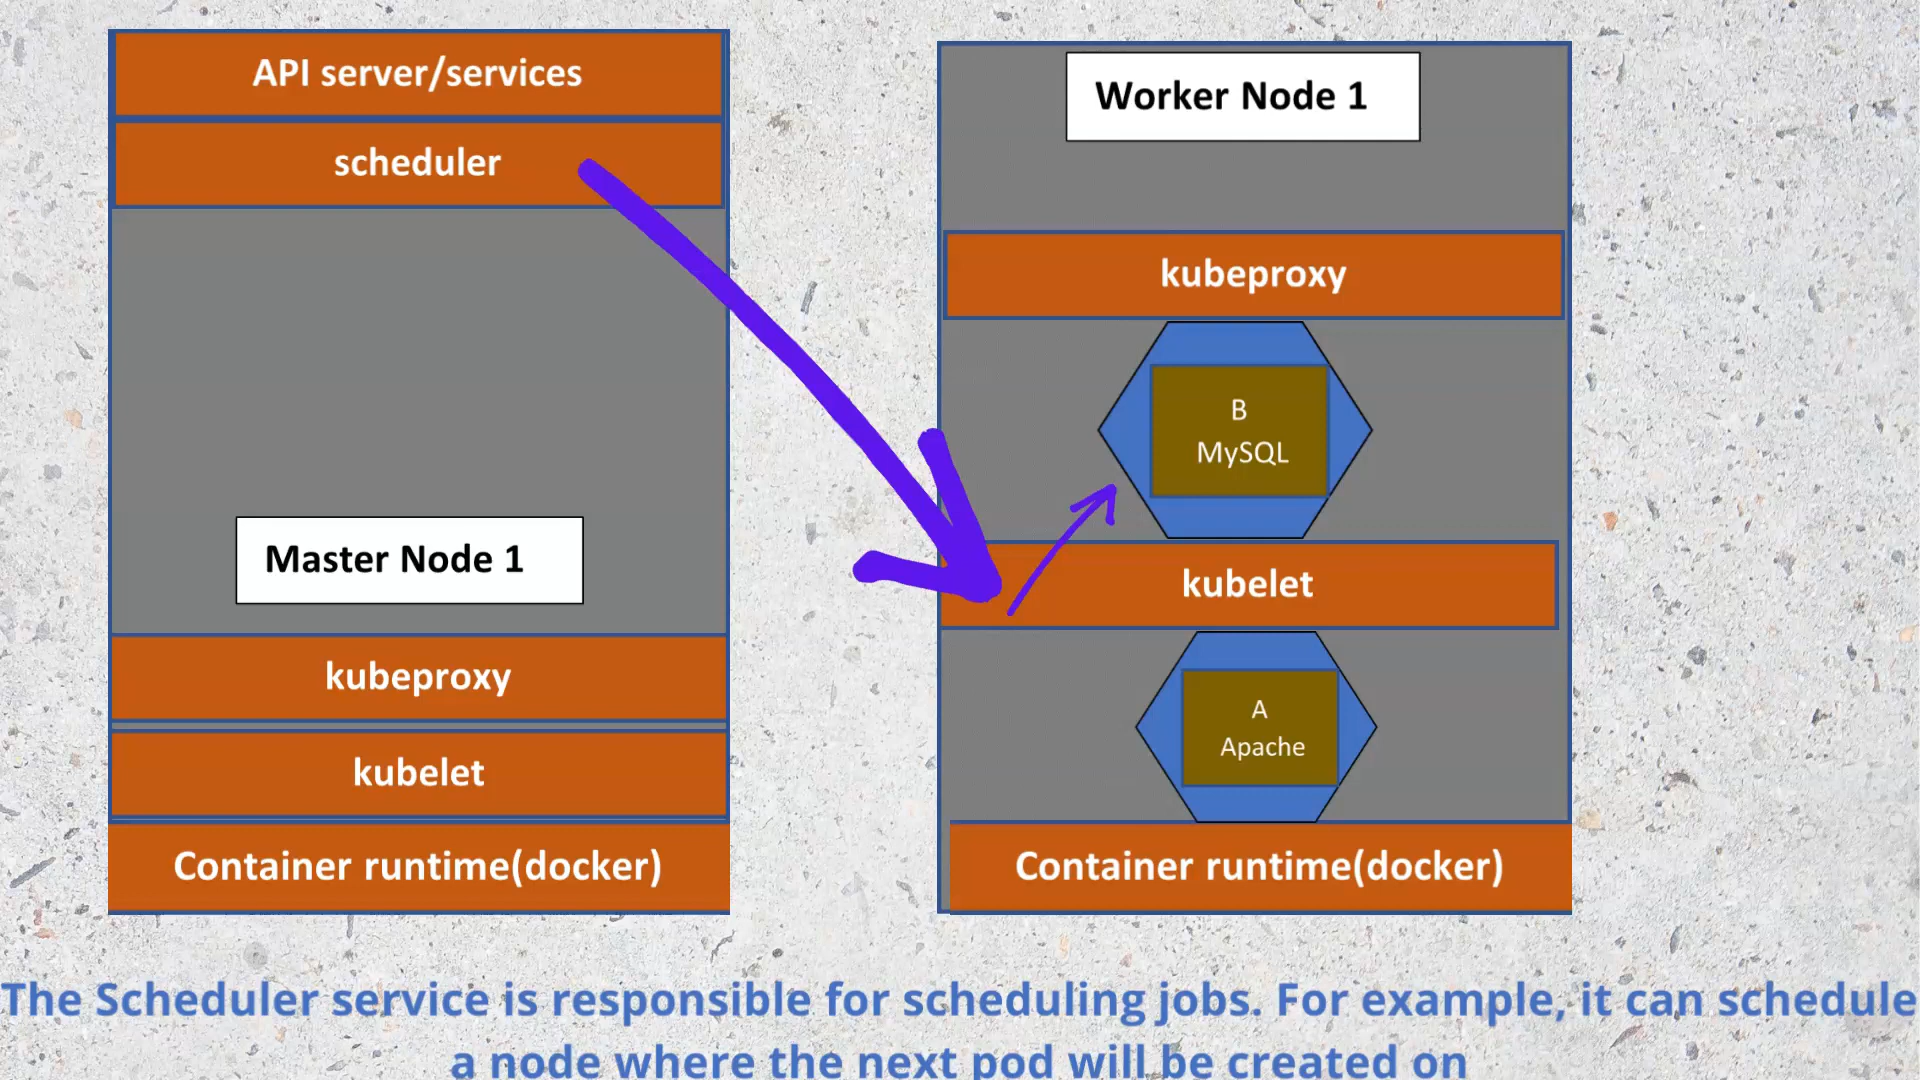 API server/services
scheduler
Master Node 1
kubeproxy
kubelet
Container runtime(docker)
Worker Node 1
kubeproxy
B
MySQL
kubelet
A
Apache
Container runtime(docker)
The Scheduler service is responsible for scheduling jobs. For example, it can schedule
a node where the next pod will be created on